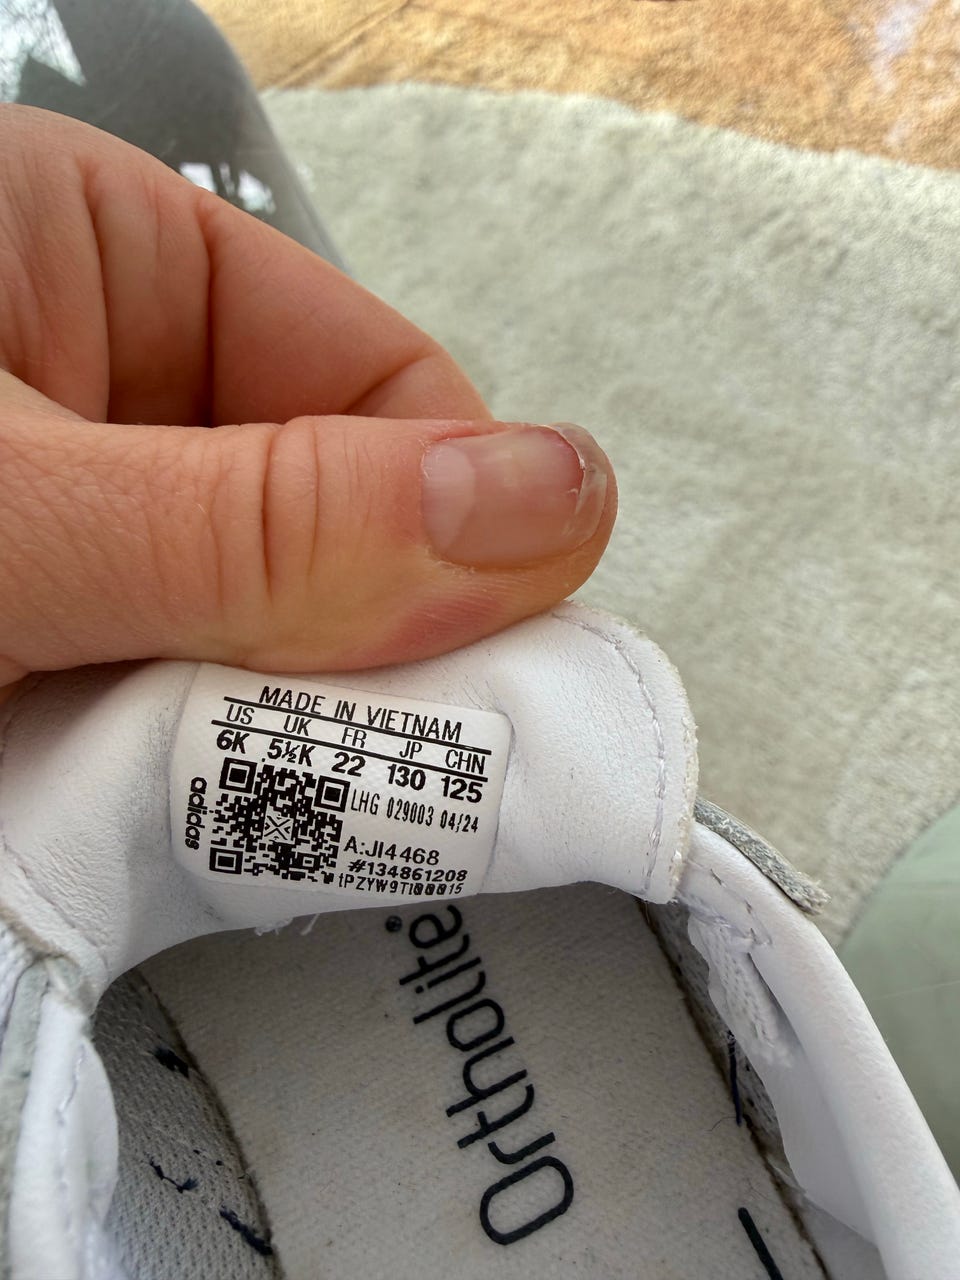 MADE IN VIETNAM
US UK FR JP CHN
6K 5½K 22 130 125
LHG 029003 04/24
adidas
A:JI4468
#134861208
tPZYW9TI00015
Ortholite®